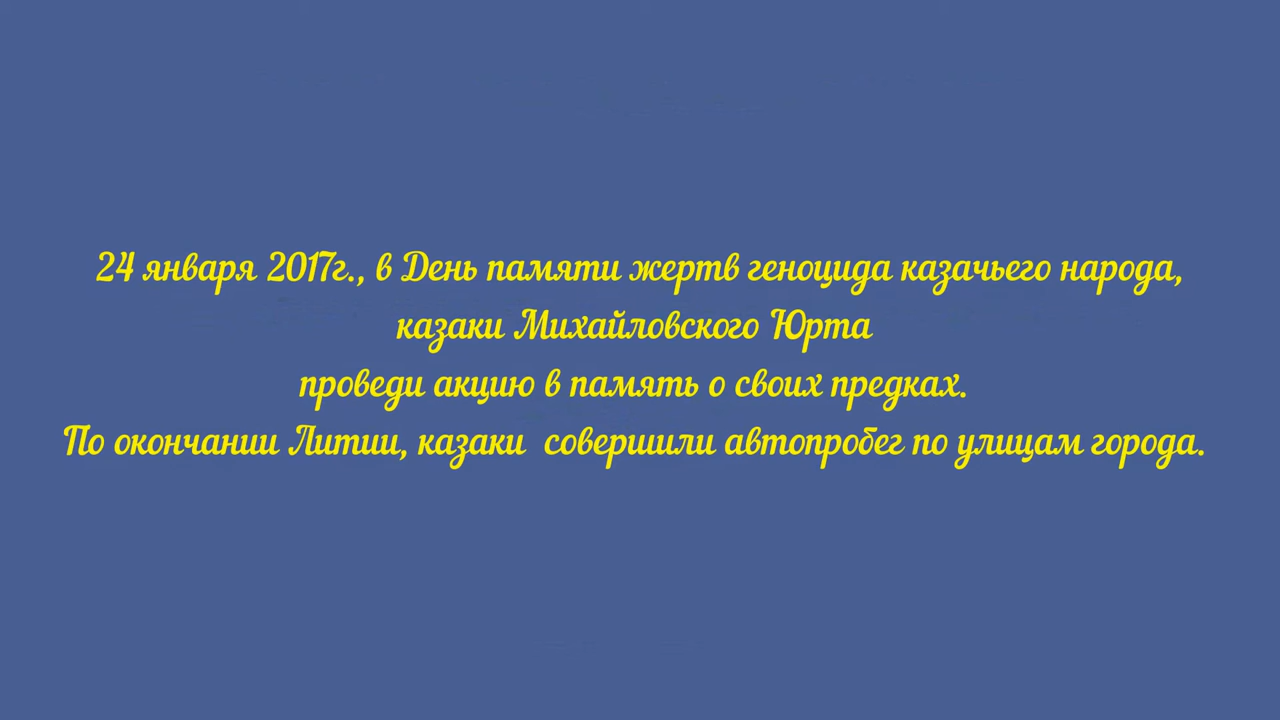 24 января 2017г., в День памяти жертв геноцида казачьего народа,
казаки Михайловского Юрта
проведи акцию в память о своих предках.
По окончании Литии, казаки  совершили автопробег по улицам города.